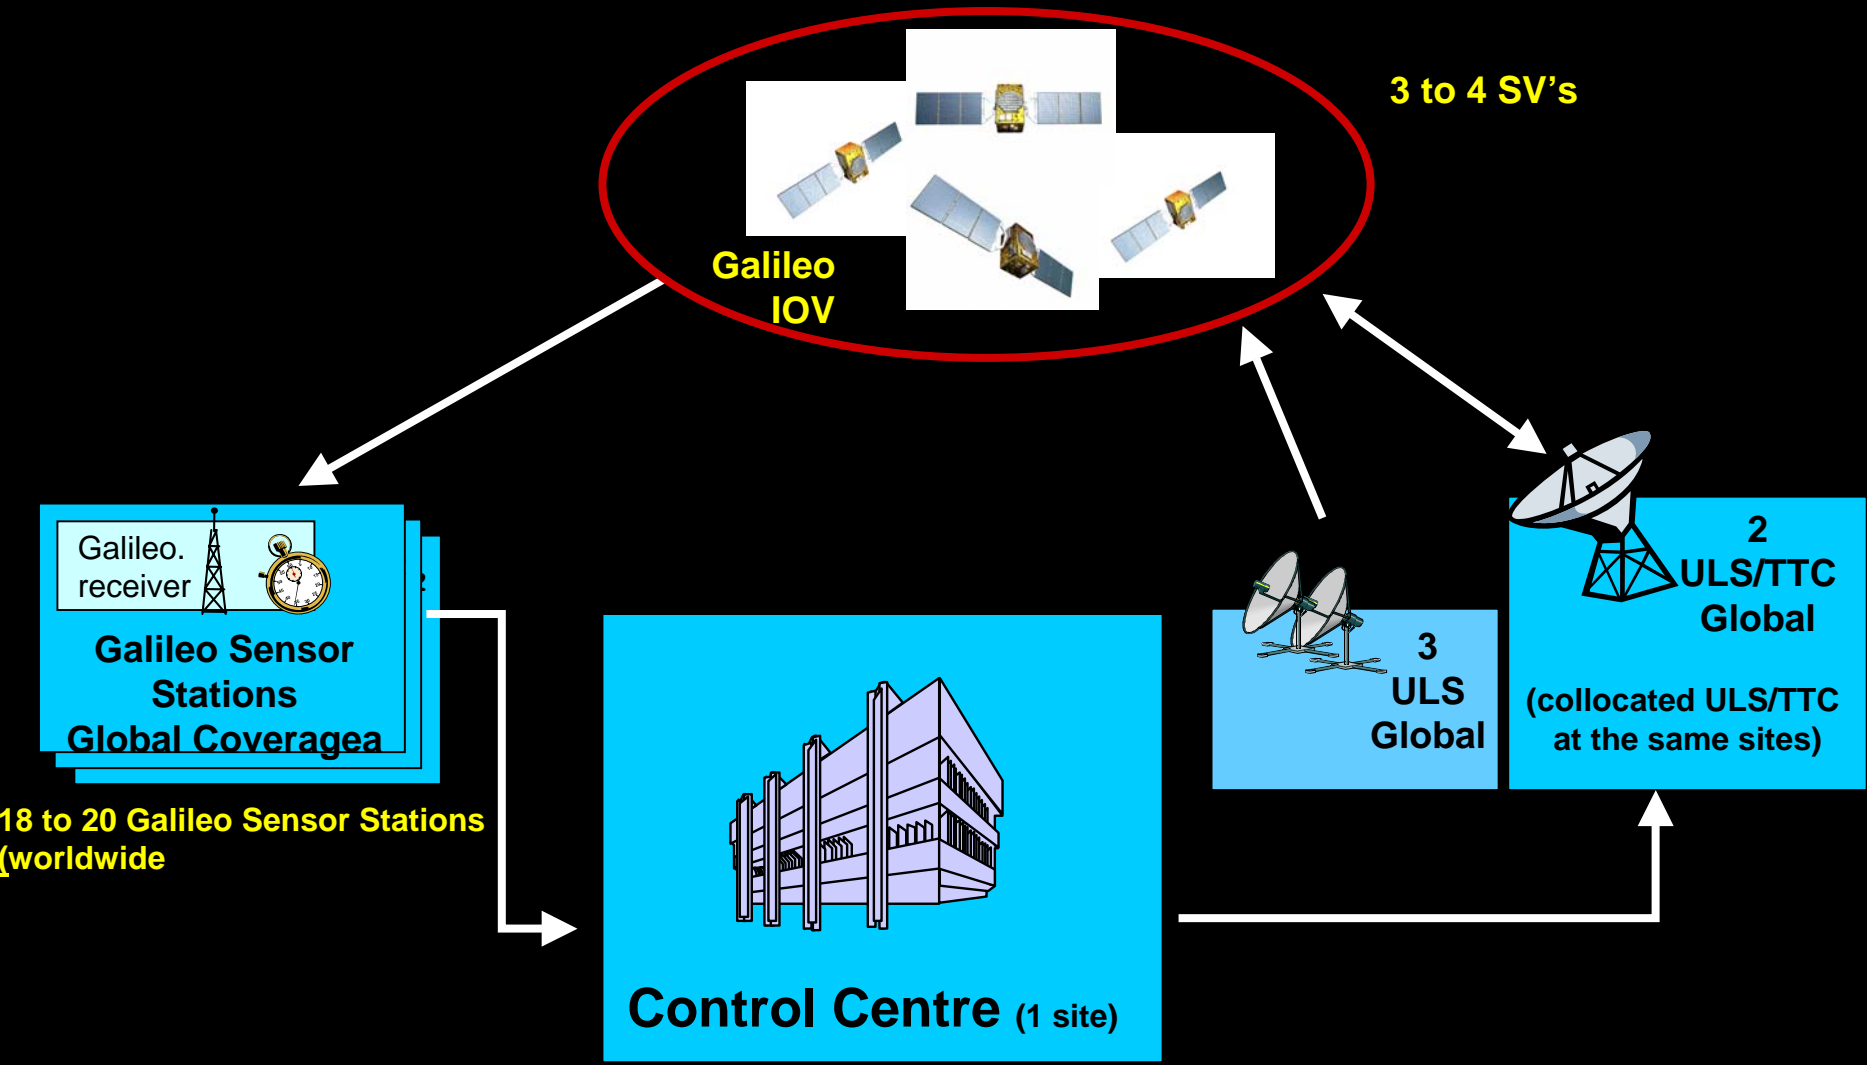 3 to 4 SV's
Galileo
IOV
Galileo.
receiver
Galileo Sensor
Stations
Global Coveragea
18 to 20 Galileo Sensor Stations
(worldwide
Control Centre (1 site)
3
ULS
Global
2
ULS/TTC
Global
(collocated ULS/TTC
at the same sites)